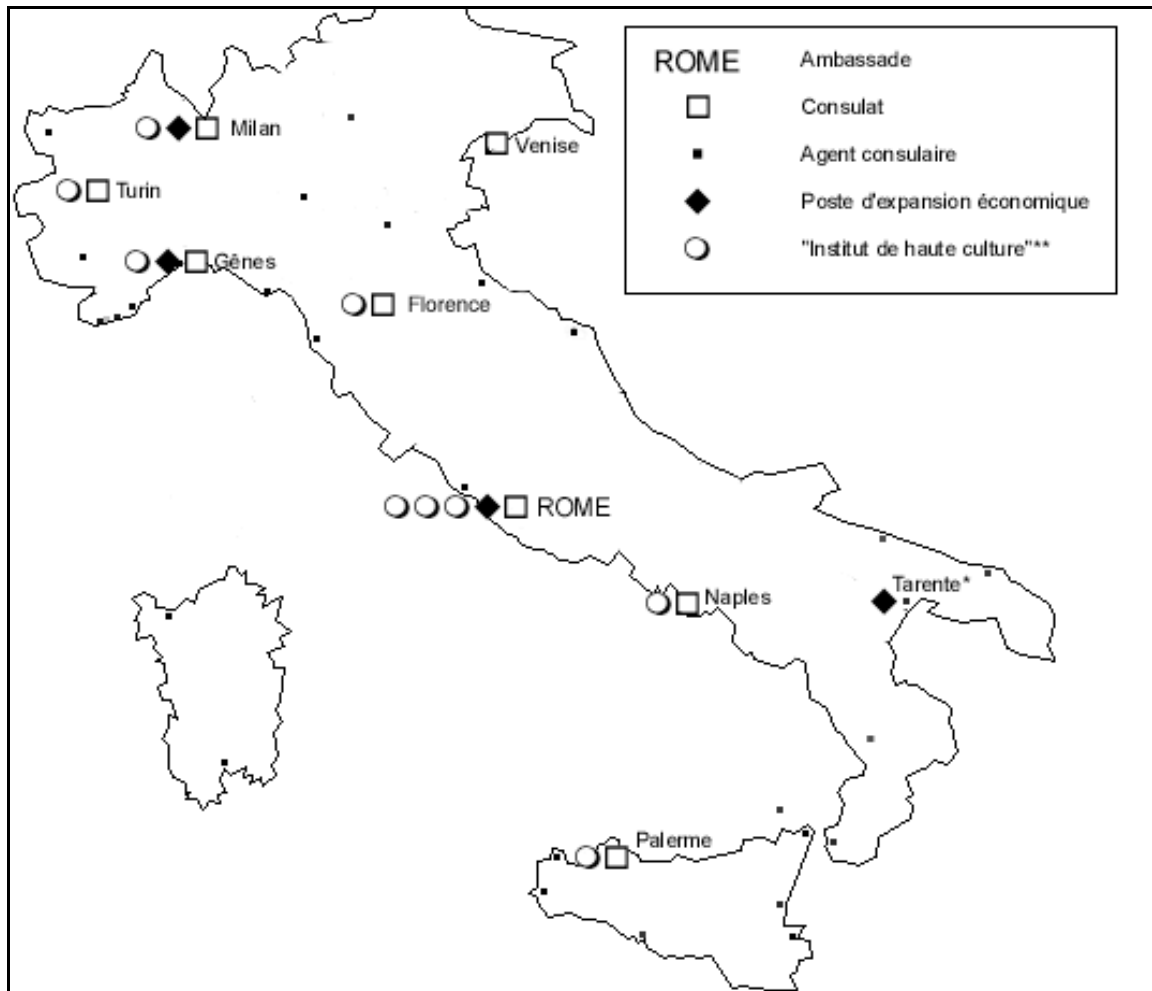 ROME Ambassade
Consulat
Agent consulaire
Poste d'expansion économique
"Institut de haute culture"**
Milan
Venise
Turin
Gênes
Florence
ROME
Tarente*
Naples
Palerme